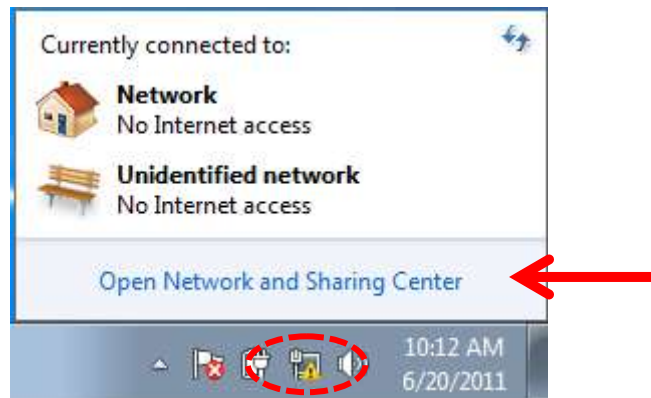 Currently connected to:
Network
No Internet access
Unidentified network
No Internet access
Open Network and Sharing Center
10:12 AM
6/20/2011